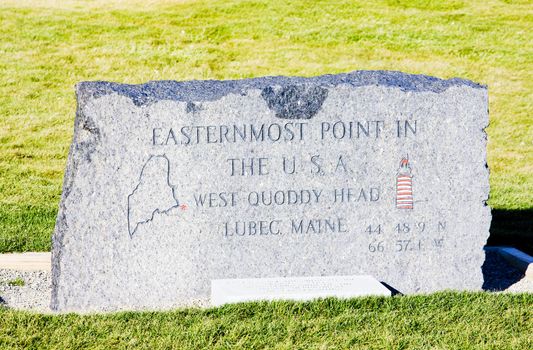 EASTERNMOST POINT IN
THE U.S.A.
WEST QUODDY HEAD
LUBEC, MAINE 44 48.9 N
66 57.1 W